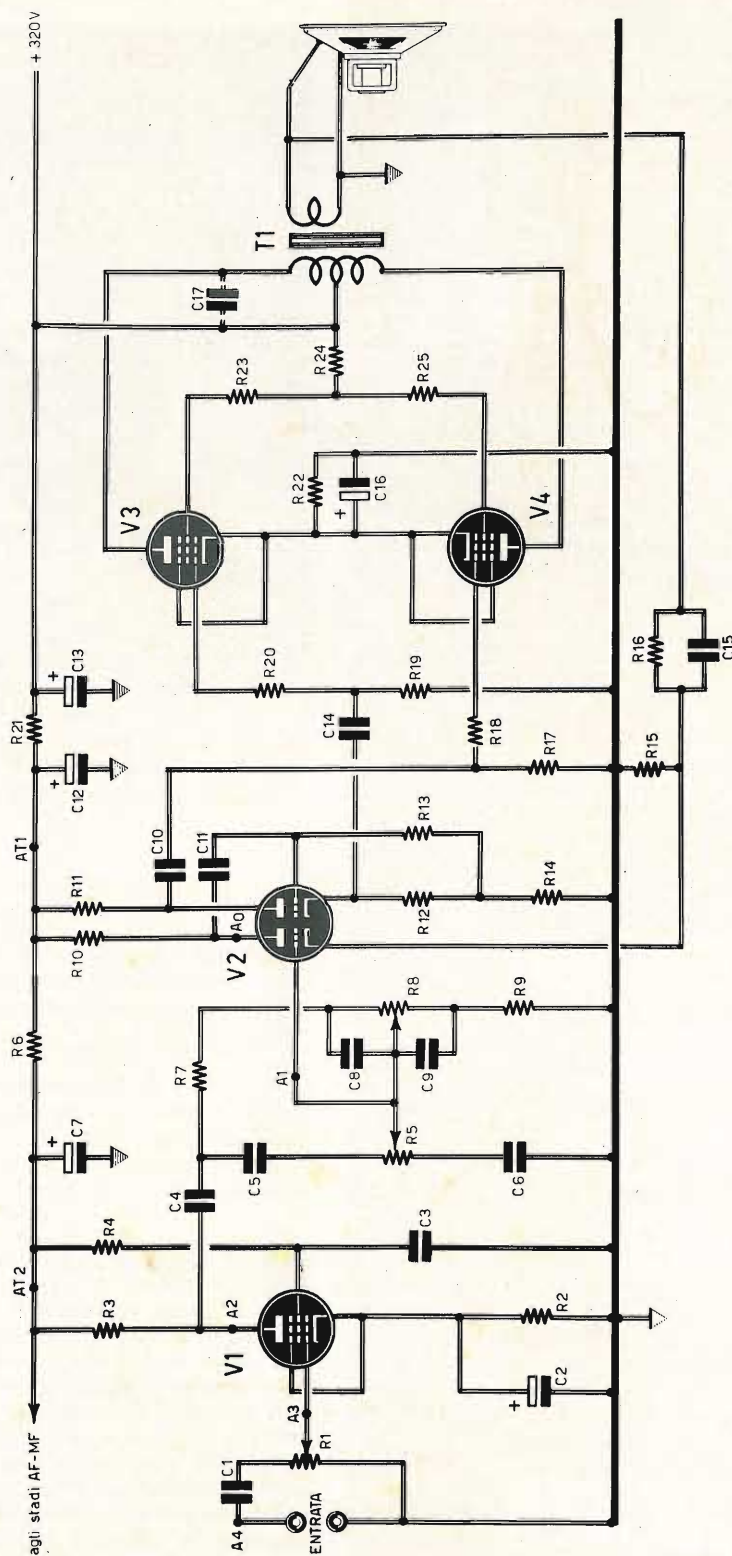 agli stadi AF-MF
AT2
R6
AT1
R21
+ 320V
C7
+
C12
+
C13
+
R3
R4
R10
R11
C10
C11
C17
T1
C4
R7
A2
A0
V1
V2
V3
V4
A4
C1
A3
R1
ENTRATA
C2
+
R2
C3
C5
R5
C6
A1
C8
C9
R8
R9
R12
R13
R14
C14
R20
R19
R18
R17
R15
R16
C15
R22
C16
+
R23
R24
R25